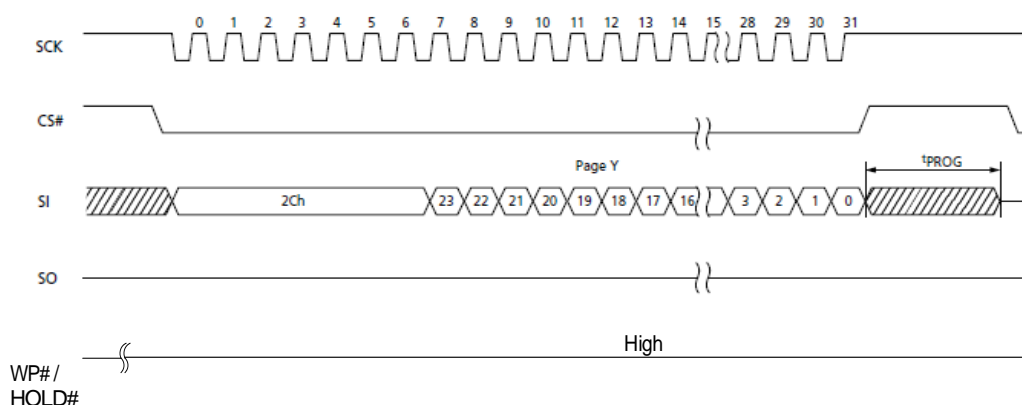 0 1 2 3 4 5 6 7 8 9 10 11 12 13 14 15 28 29 30 31
SCK
CS#
Page Y
tPROG
SI 2Ch 23 22 21 20 19 18 17 16 3 2 1 0
SO
High
WP# /
HOLD#